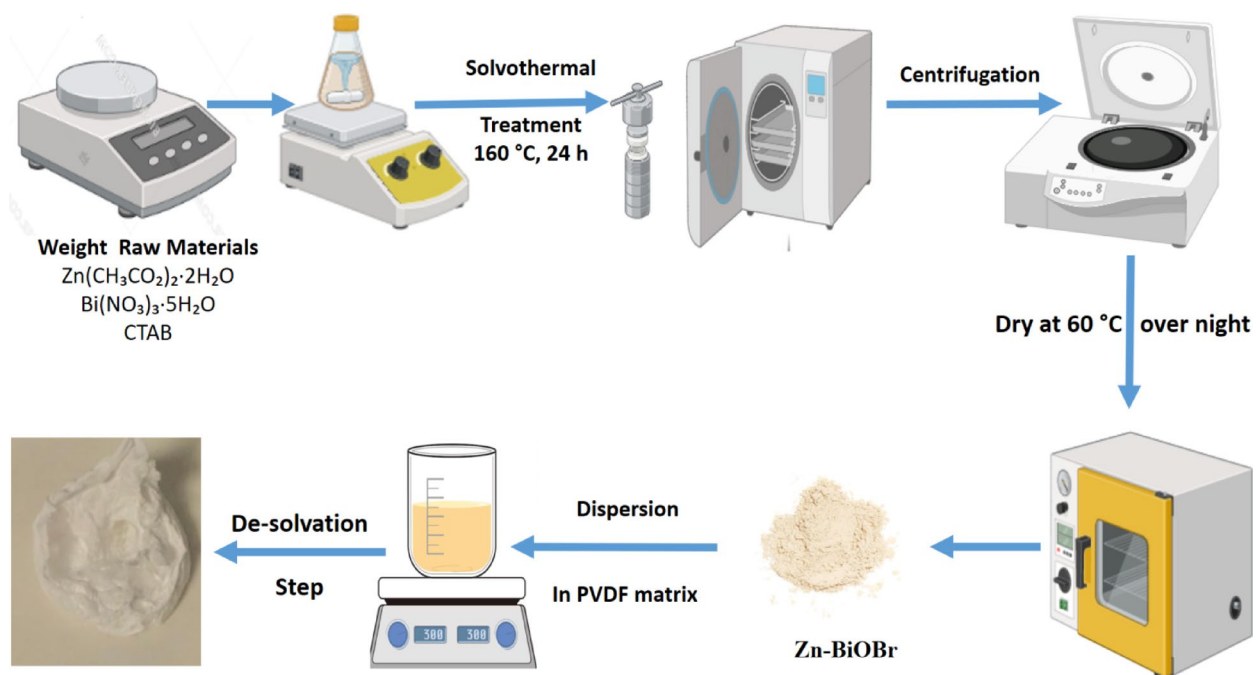 Weight Raw Materials
Zn(CH₃CO₂)₂·2H₂O
Bi(NO₃)₃·5H₂O
CTAB
Solvothermal
Treatment
160 °C, 24 h
Centrifugation
Dry at 60 °C over night
Zn-BiOBr
Dispersion
In PVDF matrix
300 300
De-solvation
Step